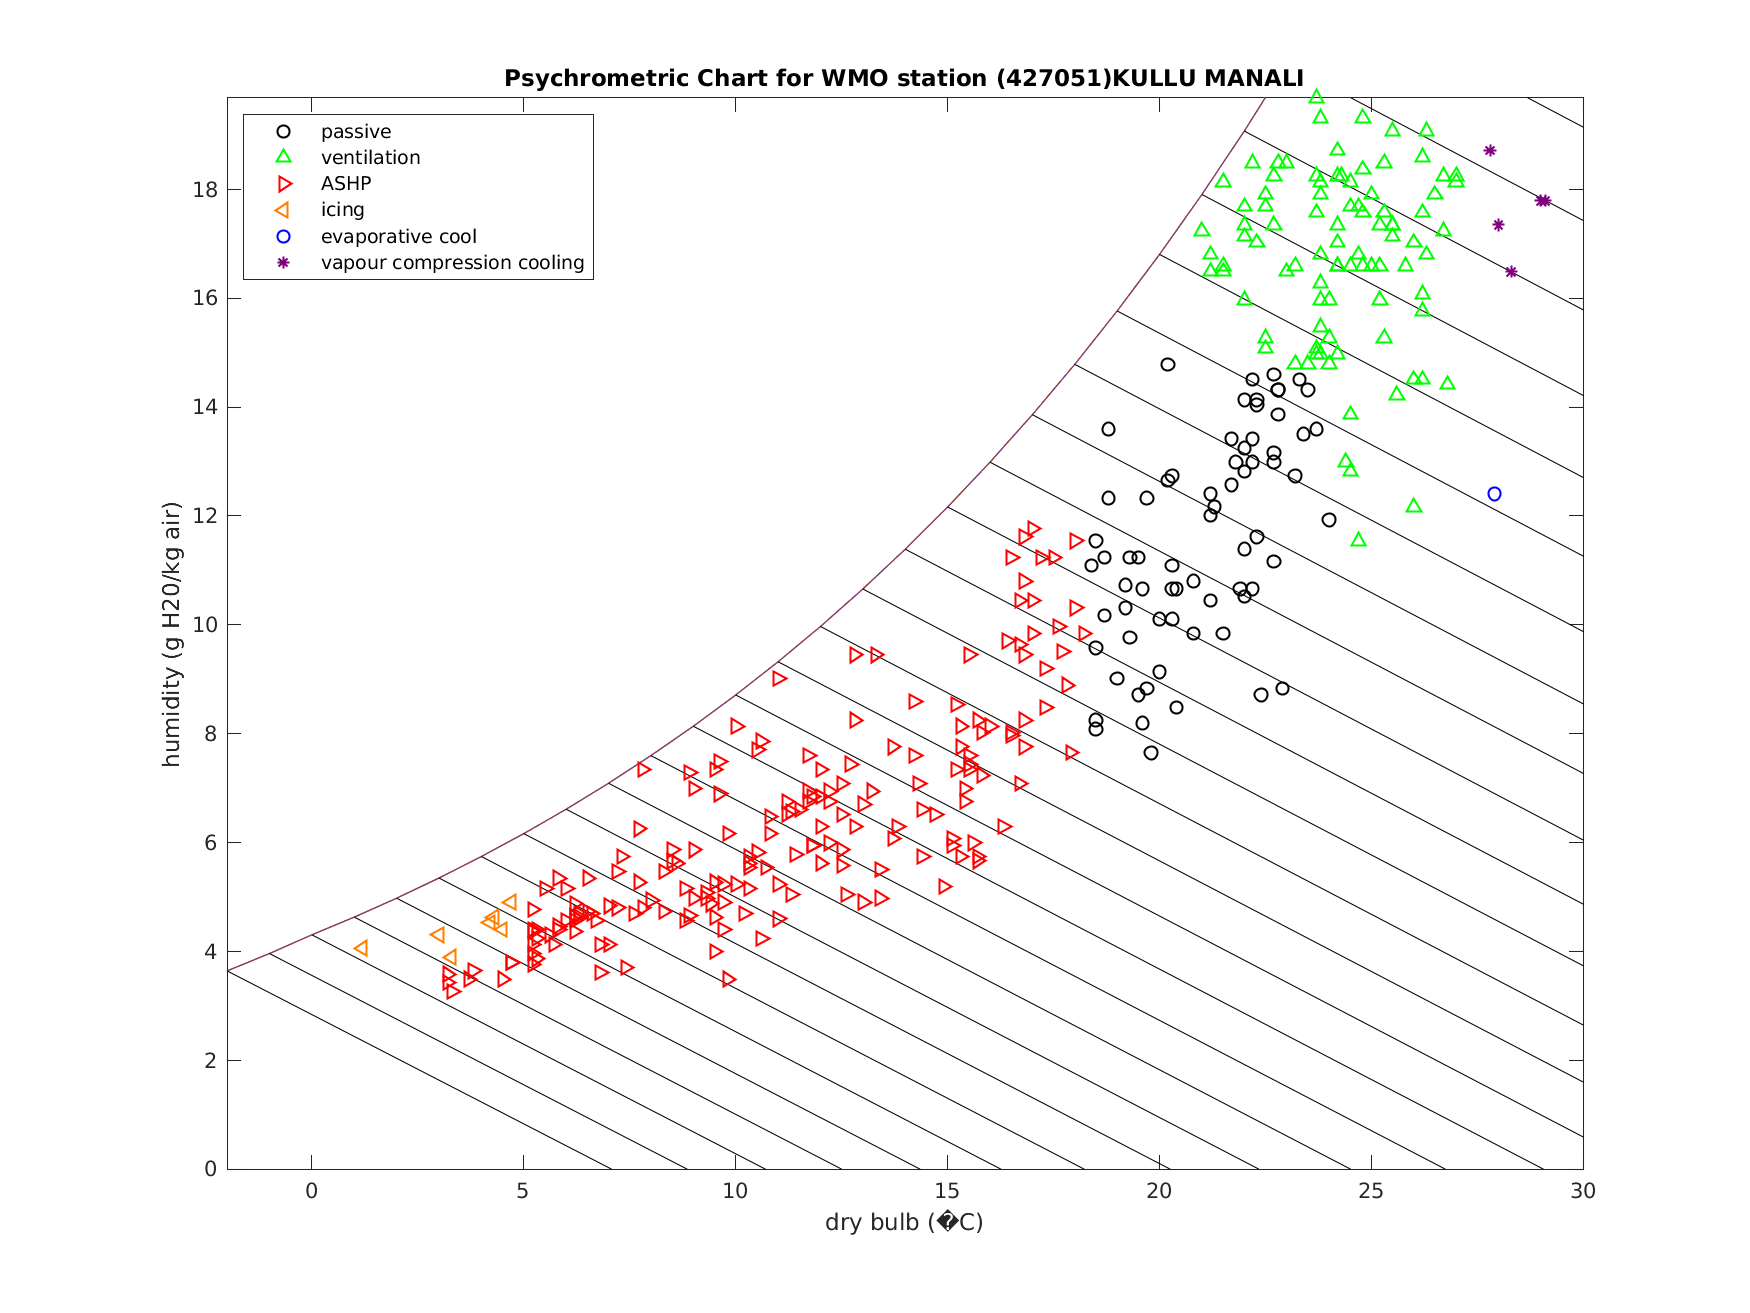 Psychrometric Chart for WMO station (427051)KULLU MANALI
passive
ventilation
ASHP
icing
evaporative cool
vapour compression cooling
humidity (g H20/kg air)
18
16
14
12
10
8
6
4
2
0
0 5 10 15 20 25 30
dry bulb (�C)